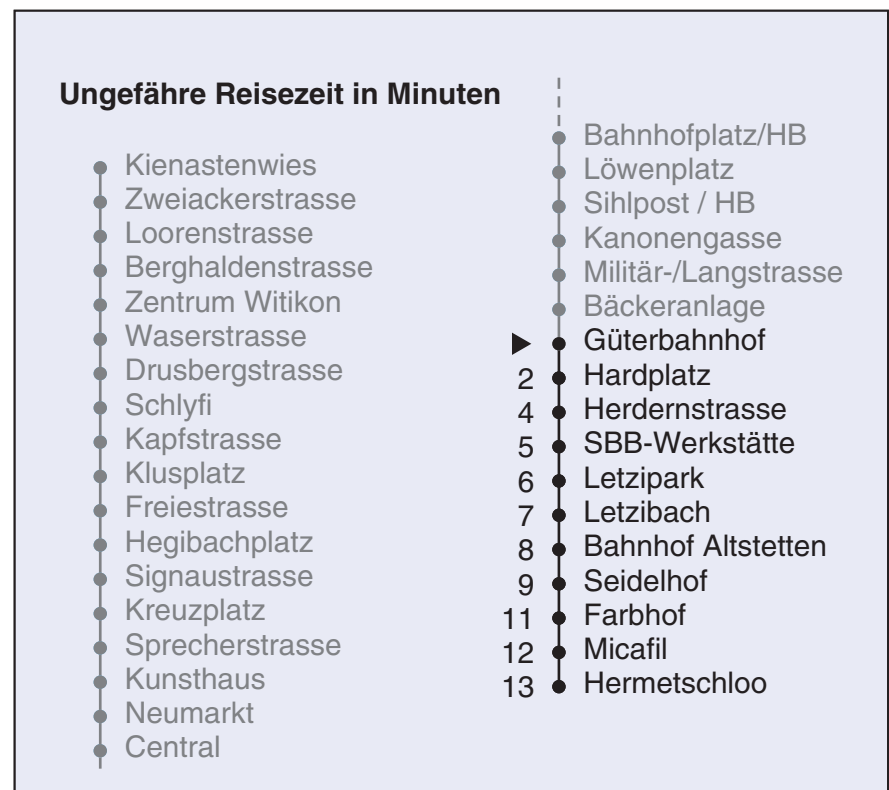 Ungefähre Reisezeit in Minuten
Kienastenwies
Zweiackerstrasse
Loorenstrasse
Berghaldenstrasse
Zentrum Witikon
Waserstrasse
Drusbergstrasse
Schlyfi
Kapfstrasse
Klusplatz
Freiestrasse
Hegibachplatz
Signaustrasse
Kreuzplatz
Sprecherstrasse
Kunsthaus
Neumarkt
Central
Bahnhofplatz/HB
Löwenplatz
Sihlpost / HB
Kanonengasse
Militär-/Langstrasse
Bäckeranlage
Güterbahnhof
2 Hardplatz
4 Herdernstrasse
5 SBB-Werkstätte
6 Letzipark
7 Letzibach
8 Bahnhof Altstetten
9 Seidelhof
11 Farbhof
12 Micafil
13 Hermetschloo